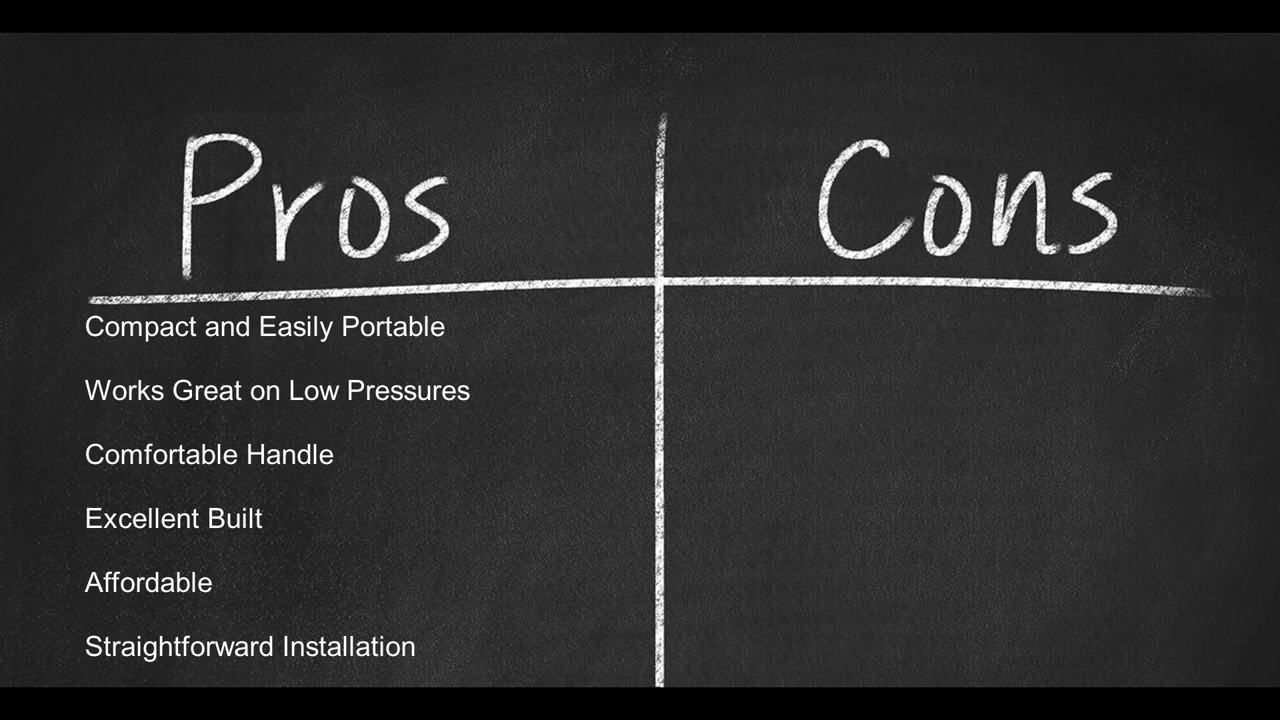 Pros
Cons
Compact and Easily Portable
Works Great on Low Pressures
Comfortable Handle
Excellent Built
Affordable
Straightforward Installation